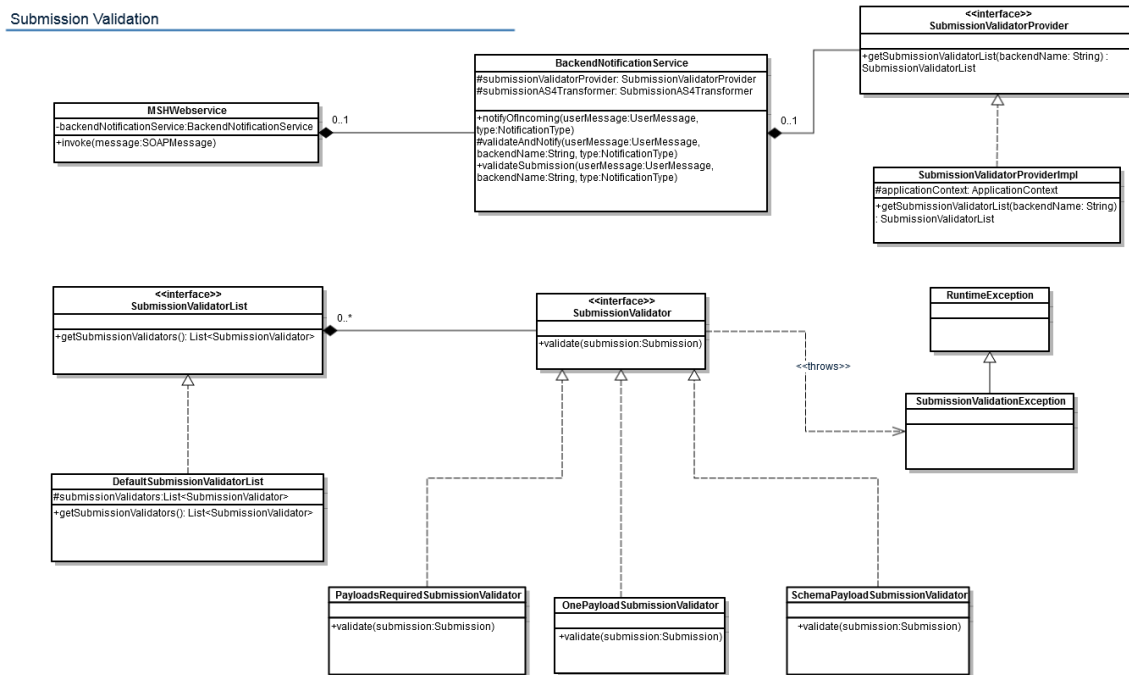 Submission Validation
<<interface>>
SubmissionValidatorProvider
+getSubmissionValidatorList(backendName: String) :
SubmissionValidatorList
BackendNotificationService
#submissionValidatorProvider: SubmissionValidatorProvider
#submissionAS4Transformer: SubmissionAS4Transformer
+notifyOfIncoming(userMessage:UserMessage,
type:NotificationType)
#validateAndNotify(userMessage:UserMessage,
backendName:String, type:NotificationType)
+validateSubmission(userMessage:UserMessage,
backendName:String, type:NotificationType)
MSHWebservice
-backendNotificationService:BackendNotificationService
+invoke(message:SOAPMessage)
0..1
0..1
SubmissionValidatorProviderImpl
#applicationContext: ApplicationContext
+getSubmissionValidatorList(backendName: String)
: SubmissionValidatorList
<<interface>>
SubmissionValidatorList
+getSubmissionValidators(): List<SubmissionValidator>
0..*
<<interface>>
SubmissionValidator
+validate(submission:Submission)
RuntimeException
<<throws>>
SubmissionValidationException
DefaultSubmissionValidatorList
#submissionValidators:List<SubmissionValidator>
+getSubmissionValidators(): List<SubmissionValidator>
PayloadsRequiredSubmissionValidator
+validate(submission:Submission)
OnePayloadSubmissionValidator
+validate(submission:Submission)
SchemaPayloadSubmissionValidator
+validate(submission:Submission)